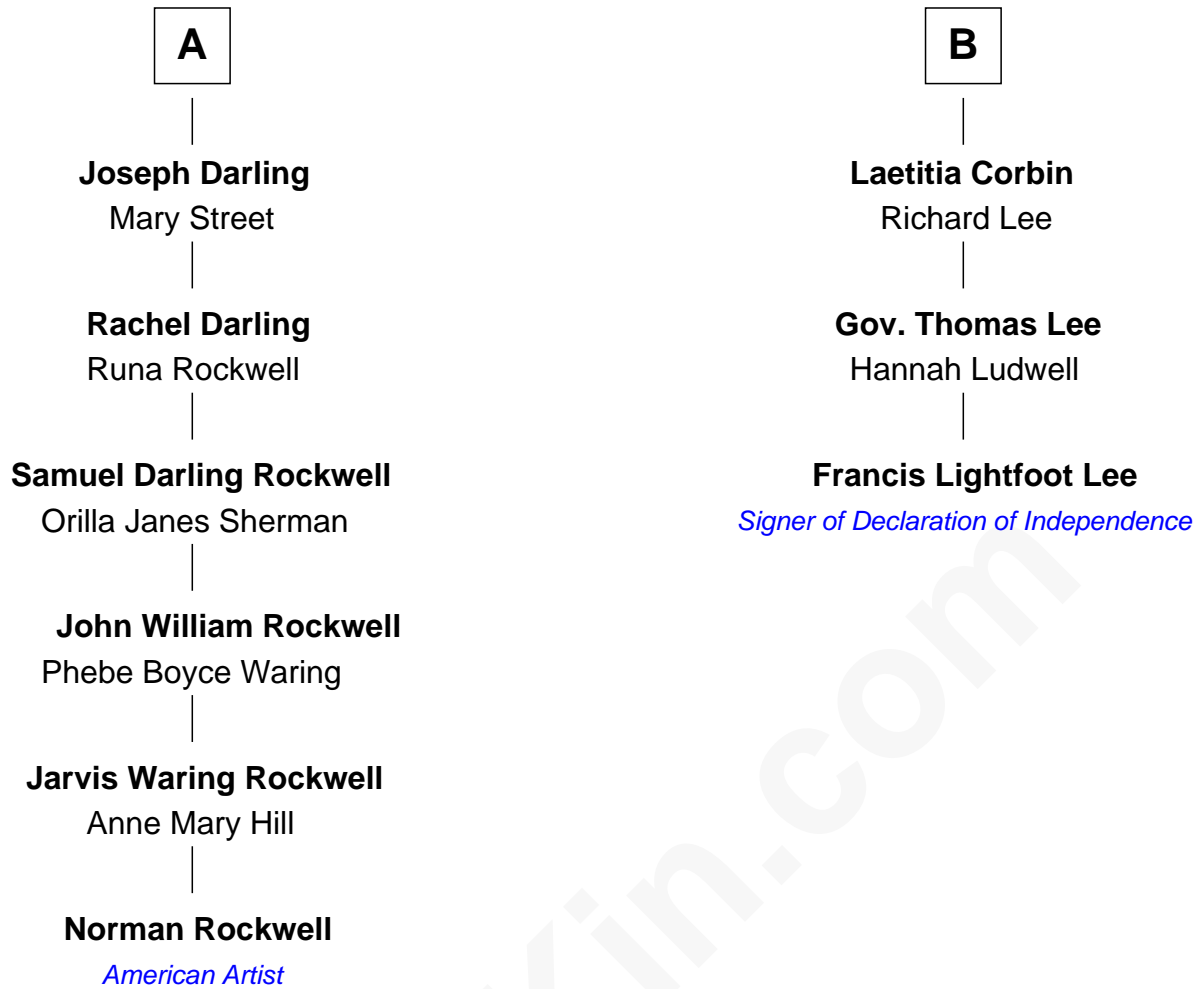 A
Joseph Darling
Mary Street
Rachel Darling
Runa Rockwell
Samuel Darling Rockwell
Orilla Janes Sherman
John William Rockwell
Phebe Boyce Waring
Jarvis Waring Rockwell
Anne Mary Hill
Norman Rockwell
American Artist
B
Laetitia Corbin
Richard Lee
Gov. Thomas Lee
Hannah Ludwell
Francis Lightfoot Lee
Signer of Declaration of Independence
Kin.com